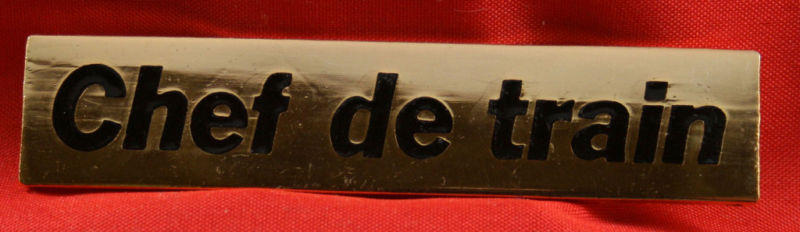 Chef de train